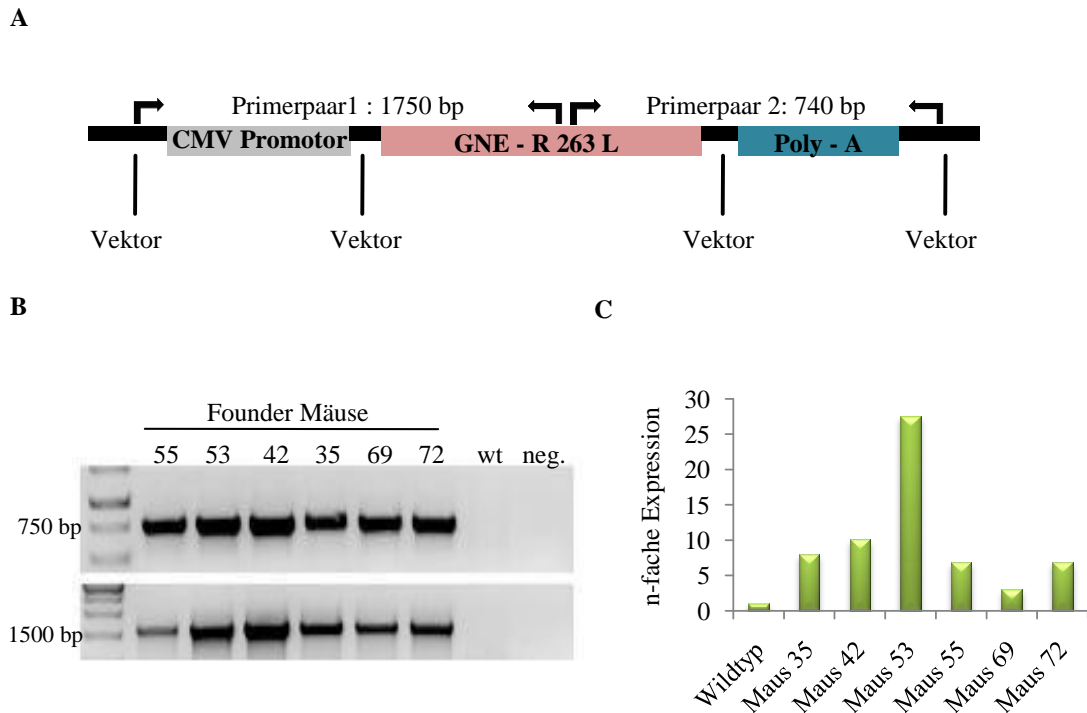 A
Primerpaar1 : 1750 bp
Primerpaar 2: 740 bp
CMV Promotor
GNE - R 263 L
Poly - A
Vektor
Vektor
Vektor
Vektor
B
Founder Mäuse
55 53 42 35 69 72 wt neg.
750 bp
1500 bp
C
n-fache Expression
30
25
20
15
10
5
0
Wildtyp
Maus 35
Maus 42
Maus 53
Maus 55
Maus 69
Maus 72